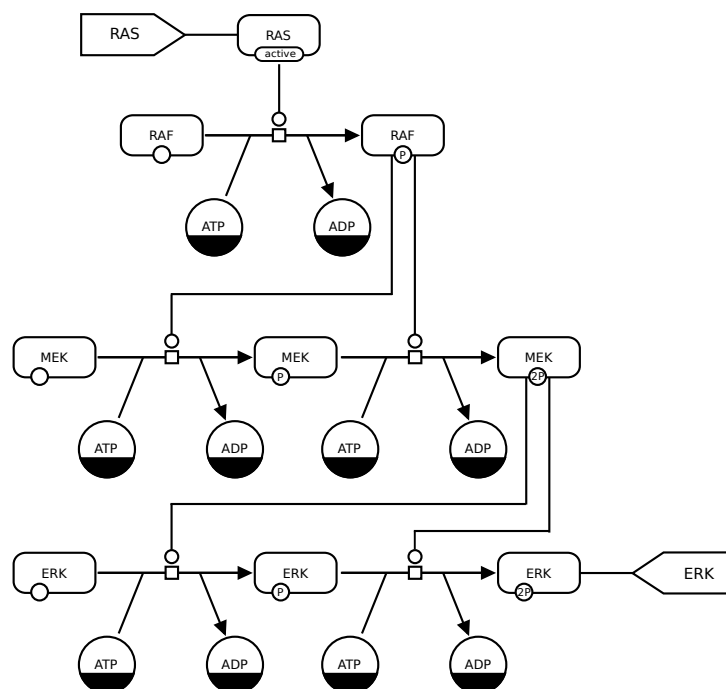 RAS
RAS
active
RAF
RAF
P
ATP
ADP
MEK
MEK
MEK
P
2P
ATP
ADP
ATP
ADP
ERK
ERK
ERK
ERK
P
2P
ATP
ADP
ATP
ADP